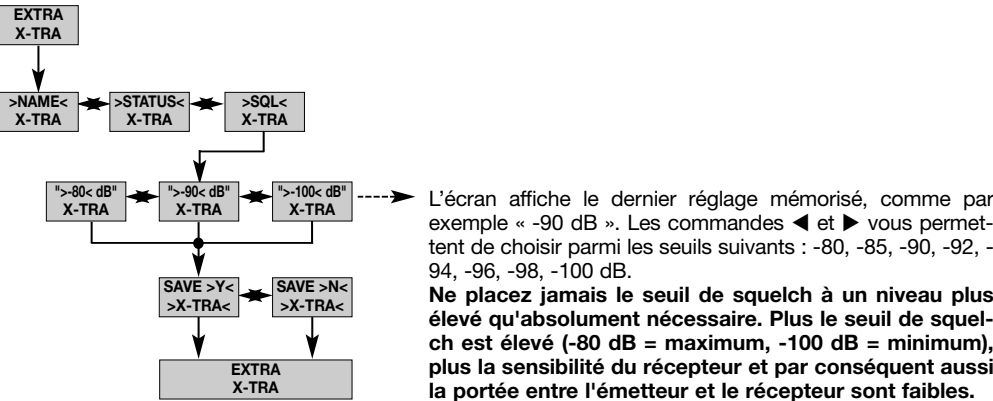 EXTRA
X-TRA
>NAME<
X-TRA
>STATUS<
X-TRA
>SQL<
X-TRA
">-80< dB"
X-TRA
">-90< dB"
X-TRA
">-100< dB"
X-TRA
L'écran affiche le dernier réglage mémorisé, comme par
exemple « -90 dB ». Les commandes ◀ et ▶ vous permet-
tent de choisir parmi les seuils suivants : -80, -85, -90, -92, -
94, -96, -98, -100 dB.
Ne placez jamais le seuil de squelch à un niveau plus
élevé qu'absolument nécessaire. Plus le seuil de squel-
ch est élevé (-80 dB = maximum, -100 dB = minimum),
plus la sensibilité du récepteur et par conséquent aussi
la portée entre l'émetteur et le récepteur sont faibles.
SAVE >Y<
>X-TRA<
SAVE >N<
>X-TRA<
EXTRA
X-TRA